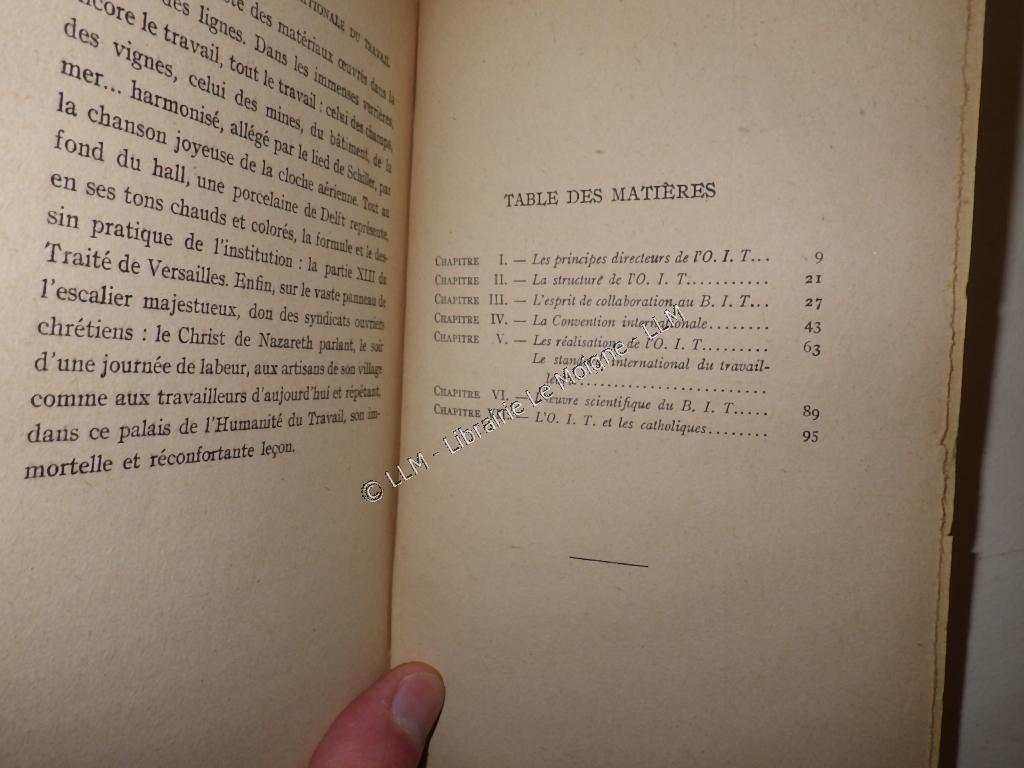 TIONALE DU TRAVAIL
des matériaux œuvrés dans la
des lignes. Dans les immenses verrières,
encore le travail, tout le travail : celui des champs,
des vignes, celui des mines, du bâtiment, de la
mer... harmonisé, allégé par le lied de Schiller, par
la chanson joyeuse de la cloche aérienne. Tout au
fond du hall, une porcelaine de Delft représente,
en ses tons chauds et colorés, la formule et le des-
sin pratique de l'institution : la partie XIII du
Traité de Versailles. Enfin, sur le vaste panneau de
l'escalier majestueux, don des syndicats ouvriers
chrétiens : le Christ de Nazareth parlant, le soir
d'une journée de labeur, aux artisans de son village
comme aux travailleurs d'aujourd'hui et répétant,
dans ce palais de l'Humanité du Travail, son im-
mortelle et réconfortante leçon.
TABLE DES MATIÈRES
CHAPITRE I. — Les principes directeurs de l'O. I. T... 9
CHAPITRE II. — La structure de l'O. I. T.......... 21
CHAPITRE III. — L'esprit de collaboration au B. I. T... 27
CHAPITRE IV. — La Convention internationale........ 43
CHAPITRE V. — Les réalisations de l'O. I. T......... 63
Le standard international du travail-
CHAPITRE VI. œuvre scientifique du B. I. T..... 89
CHAPITRE — L'O. I. T. et les catholiques........ 95
© LLM - Librairie Le Moigne - LLM